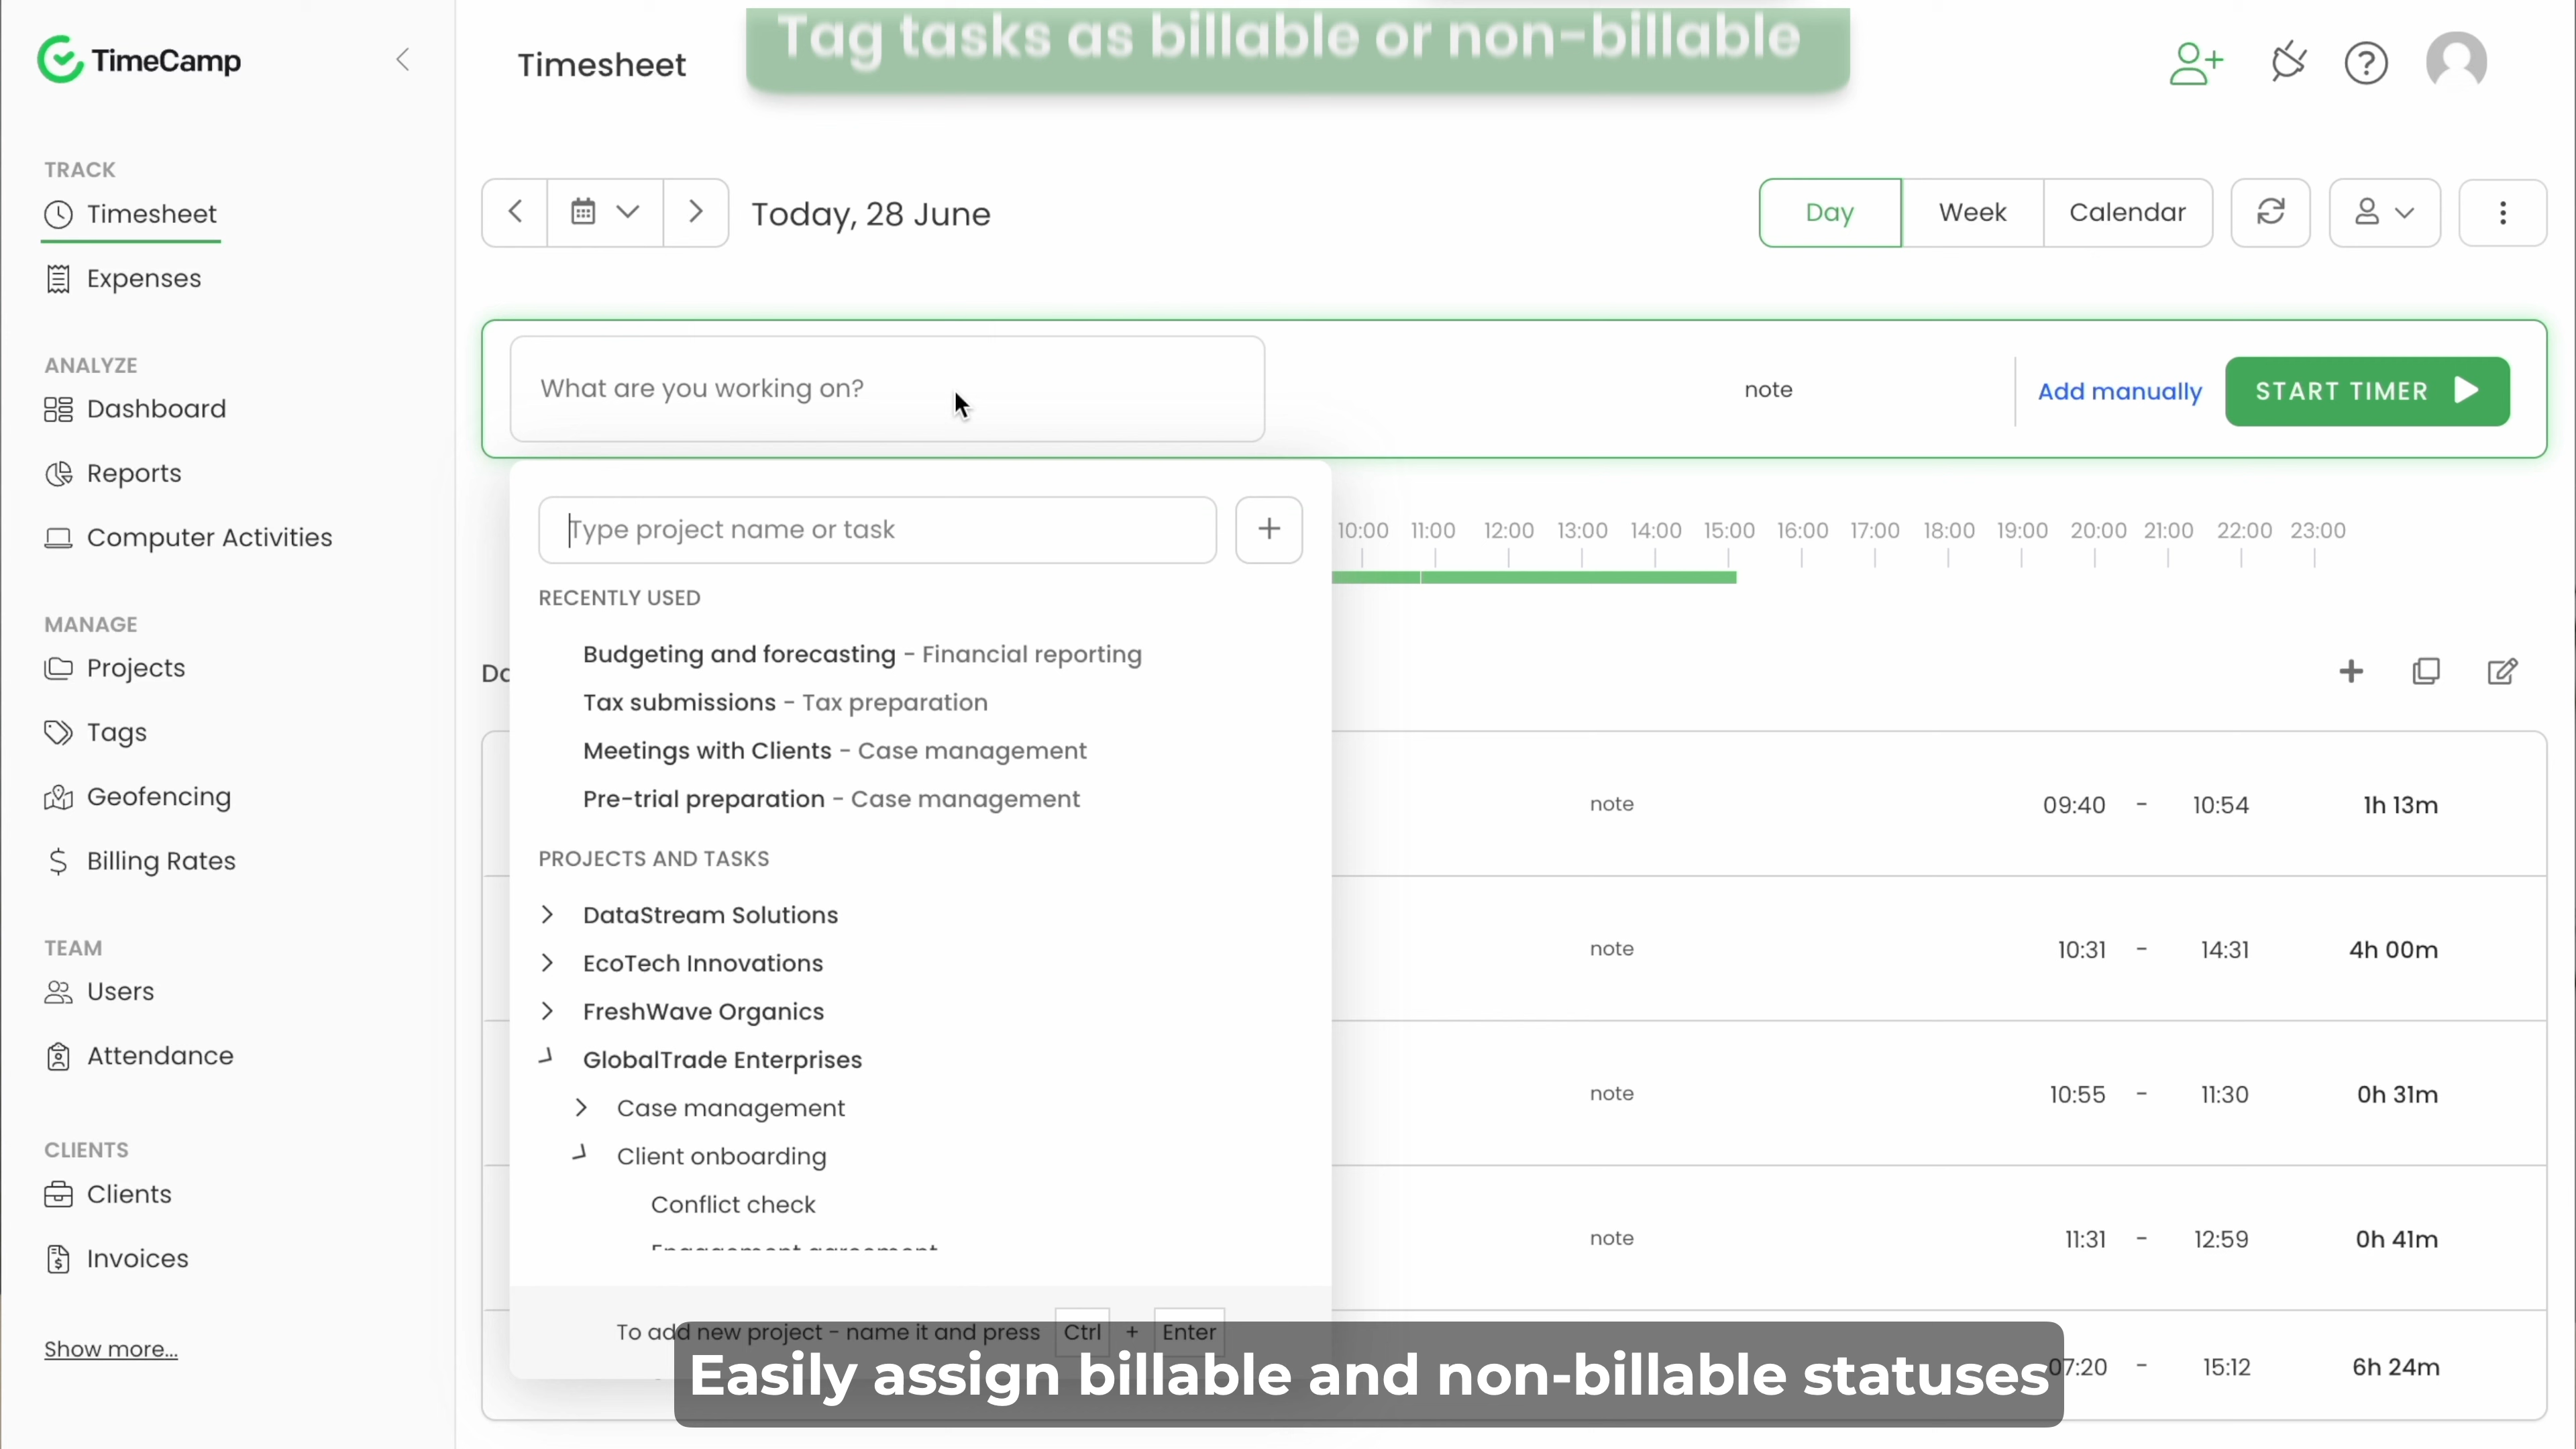 TimeCamp
Timesheet
Tag tasks as billable or non-billable
TRACK
Timesheet
Expenses
ANALYZE
Dashboard
Reports
Computer Activities
MANAGE
Projects
Tags
Geofencing
Billing Rates
TEAM
Users
Attendance
CLIENTS
Clients
Invoices
Show more...
Today, 28 June
Day Week Calendar
What are you working on?
note
Add manually
START TIMER
Type project name or task
RECENTLY USED
Budgeting and forecasting - Financial reporting
Tax submissions - Tax preparation
Meetings with Clients - Case management
Pre-trial preparation - Case management
PROJECTS AND TASKS
DataStream Solutions
EcoTech Innovations
FreshWave Organics
GlobalTrade Enterprises
Case management
Client onboarding
Conflict check
Engagement agreement
To add new project - name it and press Ctrl + Enter
10:00 11:00 12:00 13:00 14:00 15:00 16:00 17:00 18:00 19:00 20:00 21:00 22:00 23:00
note 09:40 - 10:54 1h 13m
note 10:31 - 14:31 4h 00m
note 10:55 - 11:30 0h 31m
note 11:31 - 12:59 0h 41m
07:20 - 15:12 6h 24m
Easily assign billable and non-billable statuses